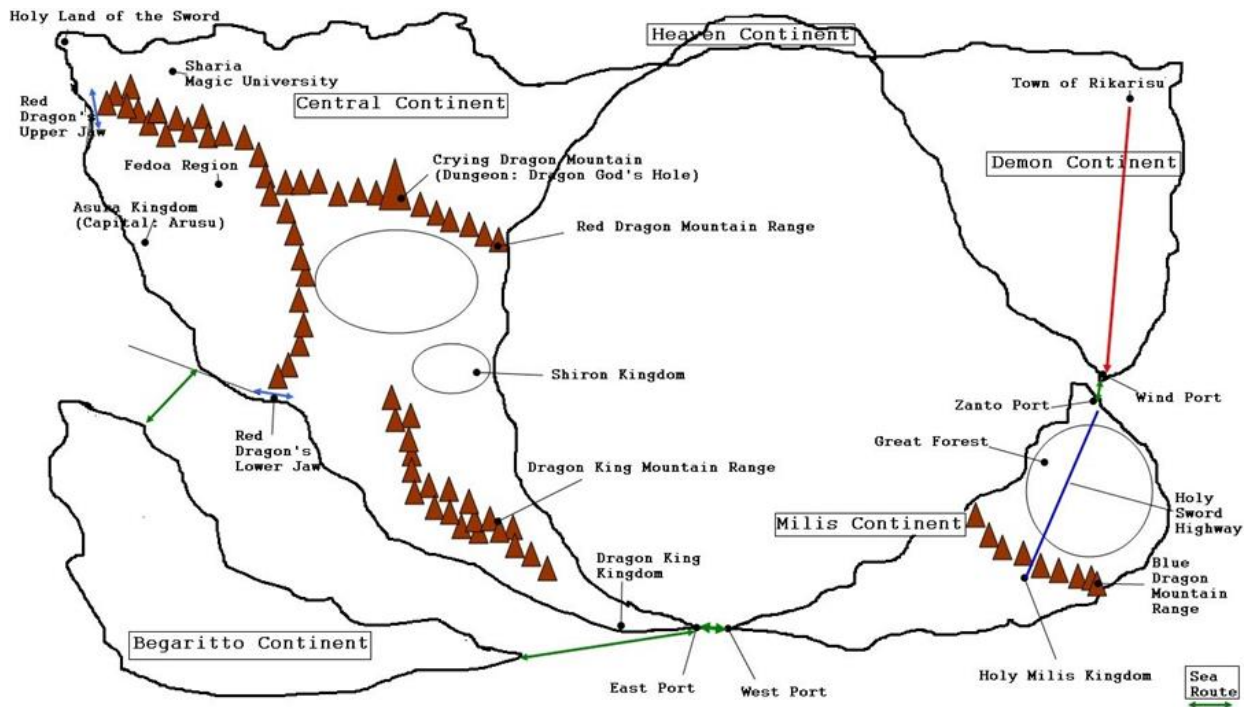 Holy Land of the Sword
Heaven Continent
Sharia
Magic University
Town of Rikarisu
Central Continent
Red
Dragon's
Upper Jaw
Demon Continent
Fedoa Region
Crying Dragon Mountain
(Dungeon: Dragon God's Hole)
Asura Kingdom
(Capital: Arusu)
Red Dragon Mountain Range
Shiron Kingdom
Wind Port
Zanto Port
Red
Dragon's
Lower Jaw
Great Forest
Dragon King Mountain Range
Holy
Sword
Highway
Milis Continent
Dragon King
Kingdom
Blue
Dragon
Mountain
Range
Begaritto Continent
East Port
West Port
Holy Milis Kingdom
Sea
Route